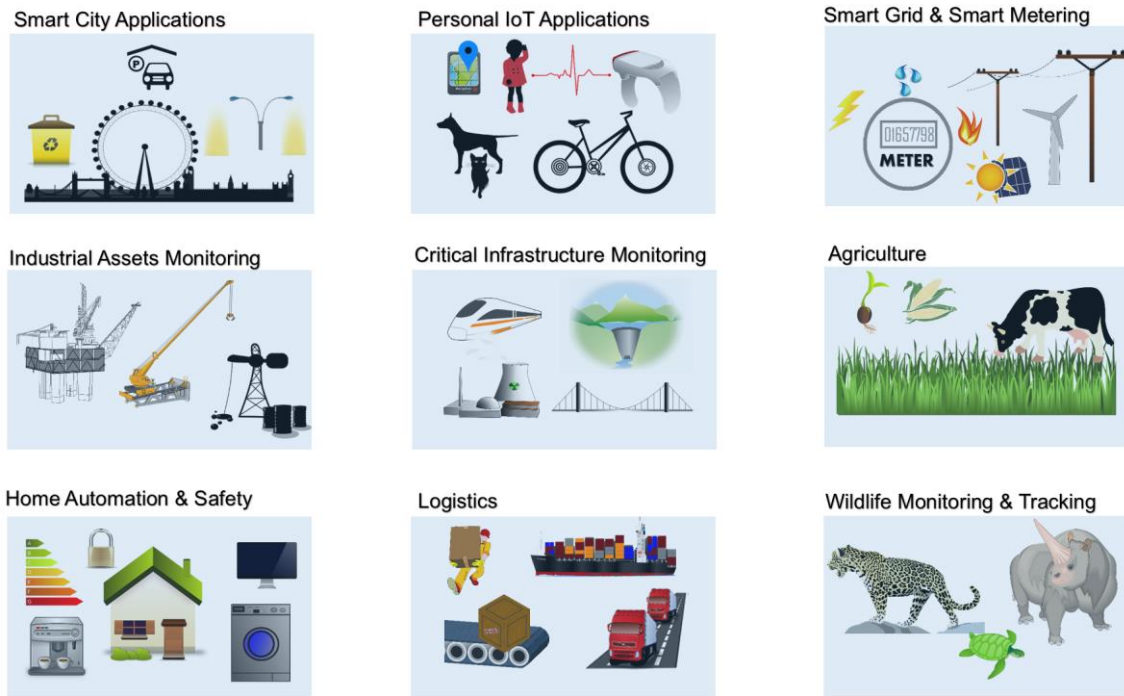 Smart City Applications
Personal IoT Applications
Smart Grid & Smart Metering
P
01657798
METER
Industrial Assets Monitoring
Critical Infrastructure Monitoring
Agriculture
Home Automation & Safety
Logistics
Wildlife Monitoring & Tracking